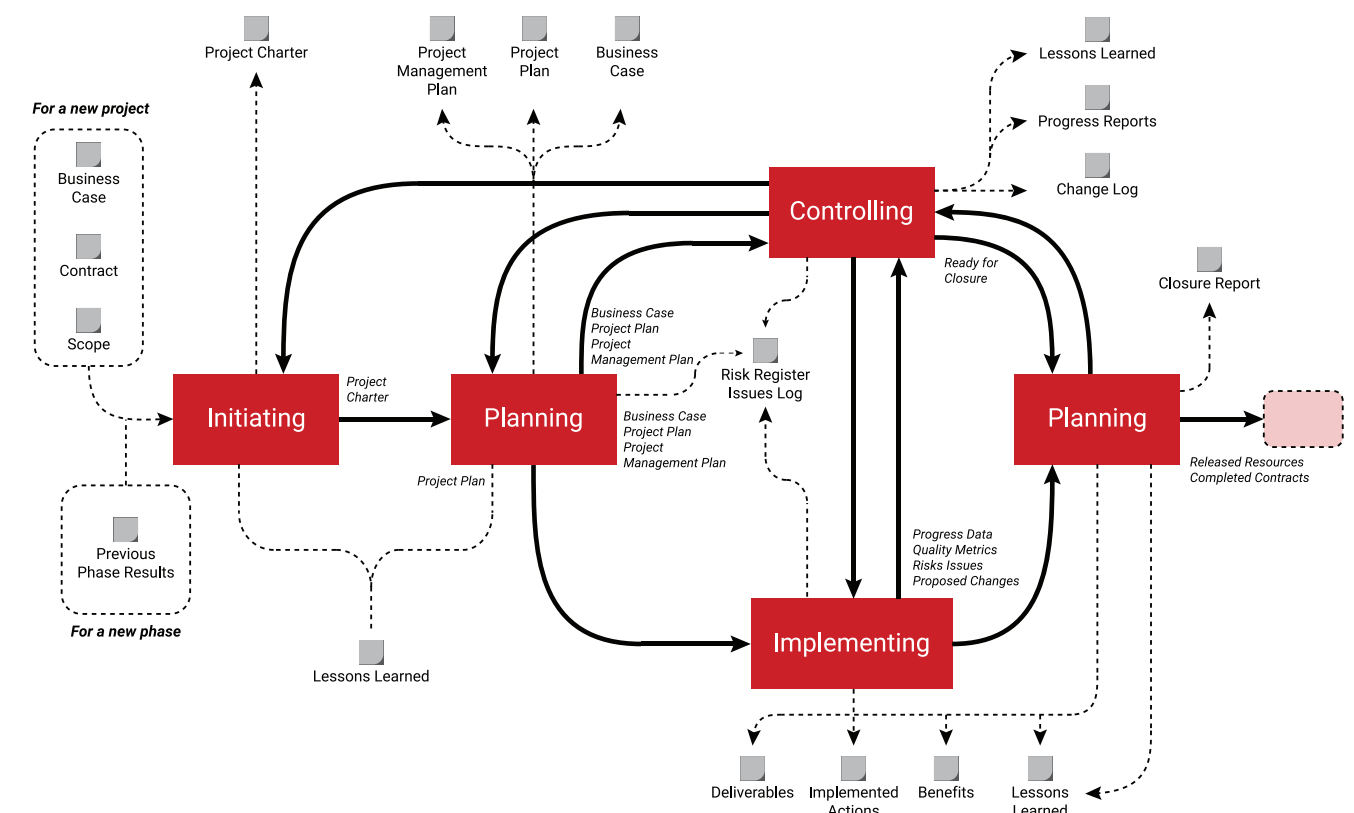 Project Charter
Project
Management
Plan
Project
Plan
Business
Case
Lessons Learned
Progress Reports
Change Log
For a new project
Business
Case
Contract
Scope
Controlling
Ready for
Closure
Closure Report
Business Case
Project Plan
Project
Management Plan
Risk Register
Issues Log
Initiating
Project
Charter
Planning
Business Case
Project Plan
Project
Management Plan
Planning
Released Resources
Completed Contracts
Project Plan
Previous
Phase Results
For a new phase
Lessons Learned
Progress Data
Quality Metrics
Risks Issues
Proposed Changes
Implementing
Deliverables
Implemented
Actions
Benefits
Lessons
Learned